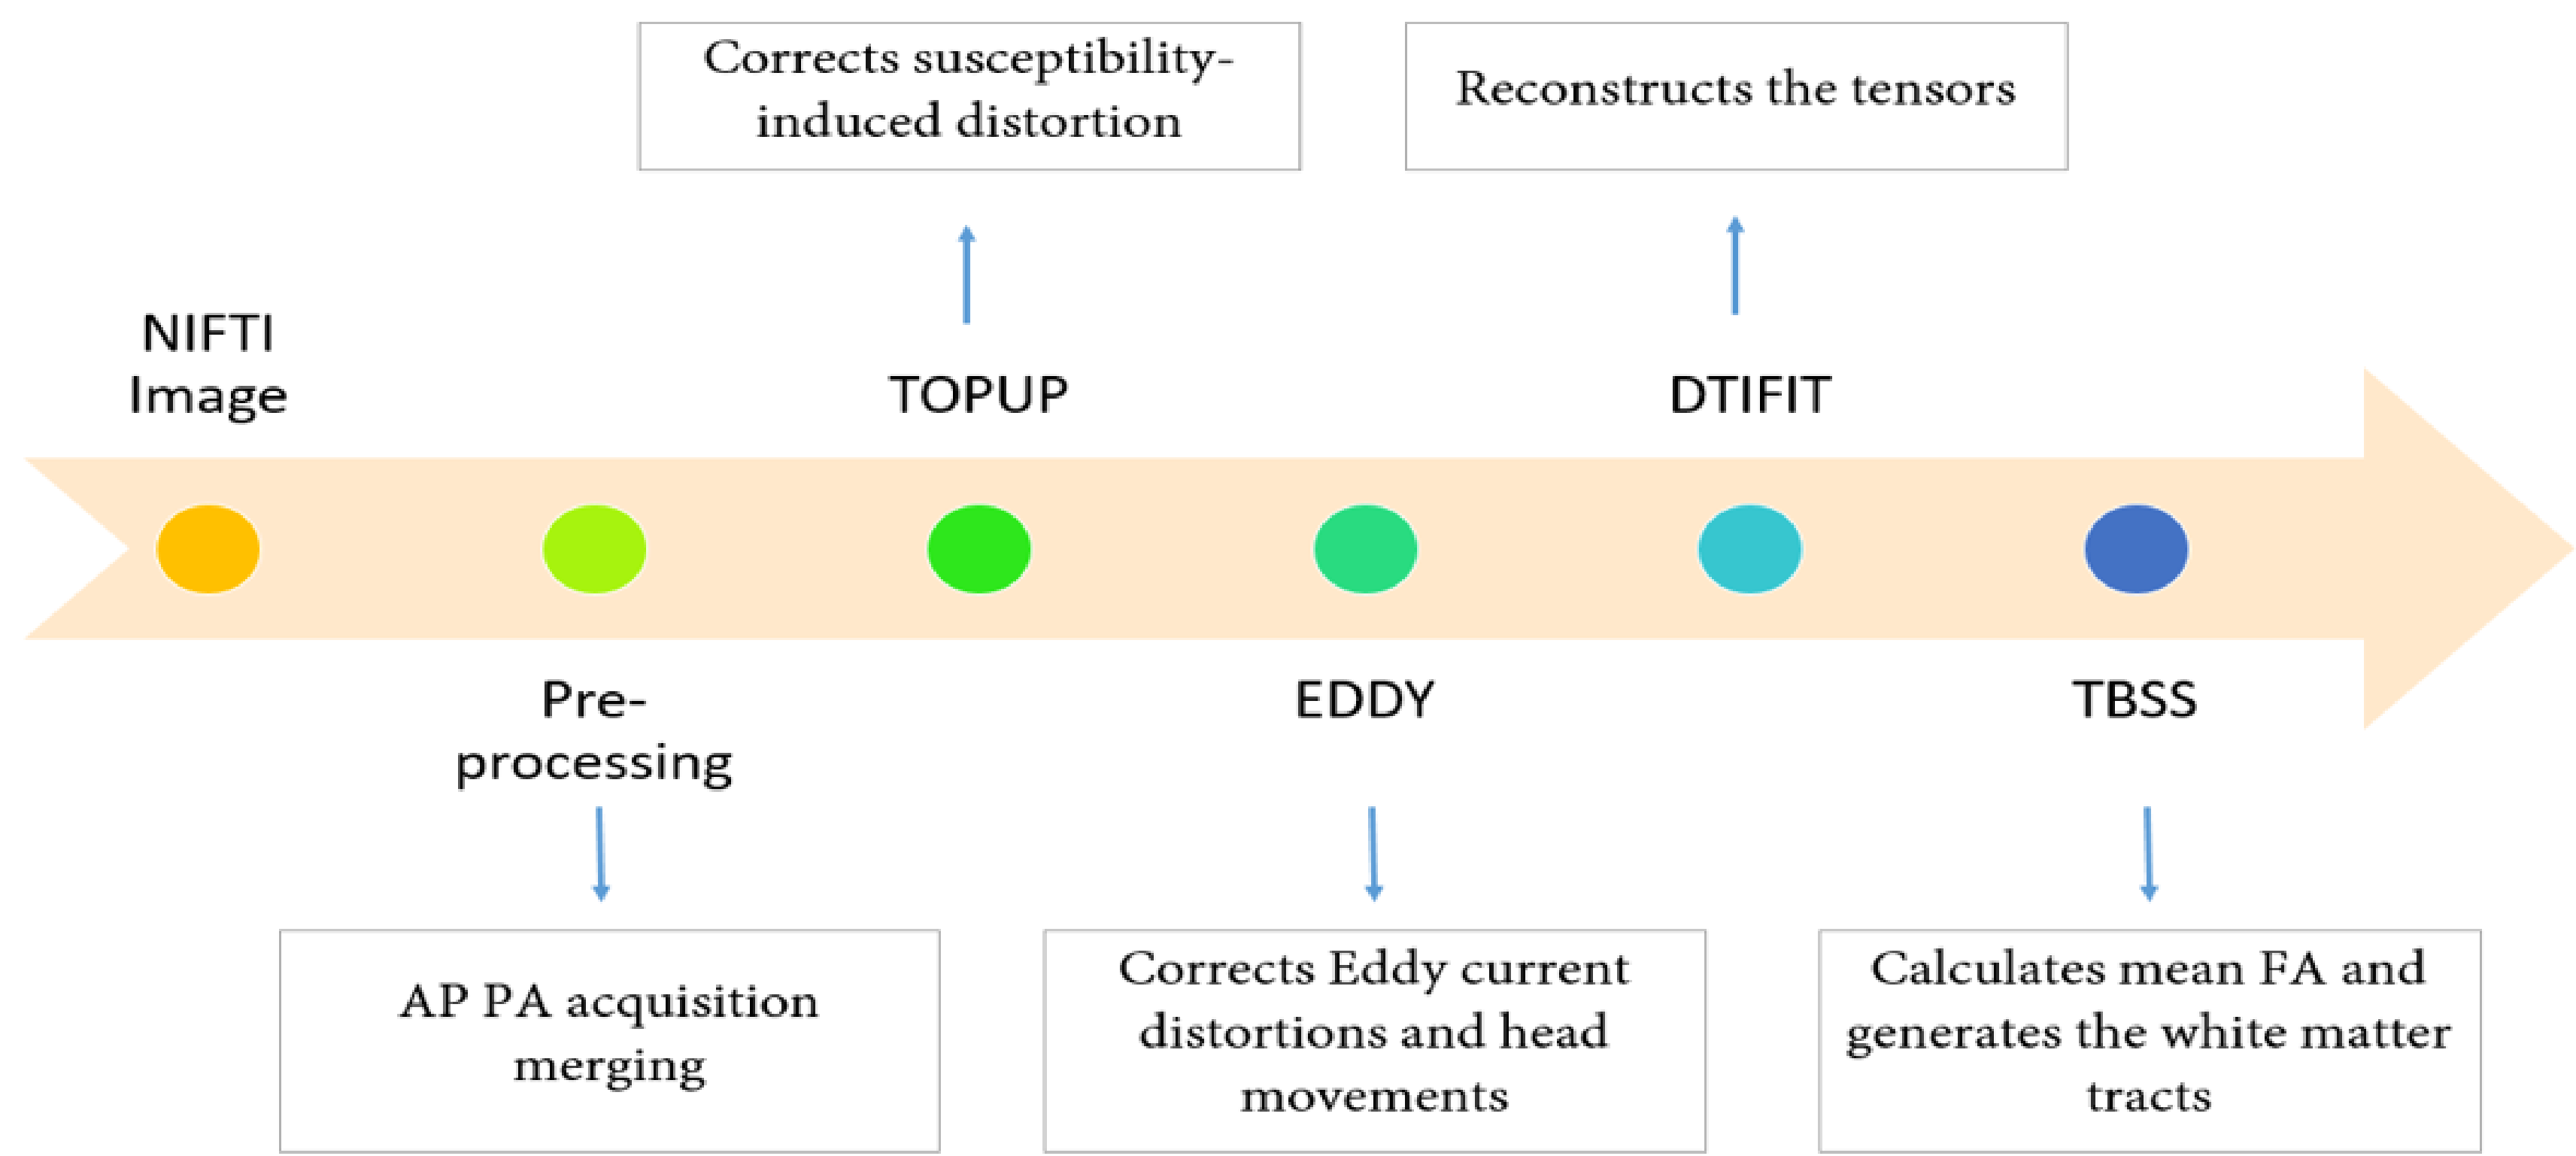 Corrects susceptibility-
induced distortion
Reconstructs the tensors
NIFTI
Image
TOPUP
DTIFIT
Pre-
processing
EDDY
TBSS
AP PA acquisition
merging
Corrects Eddy current
distortions and head
movements
Calculates mean FA and
generates the white matter
tracts